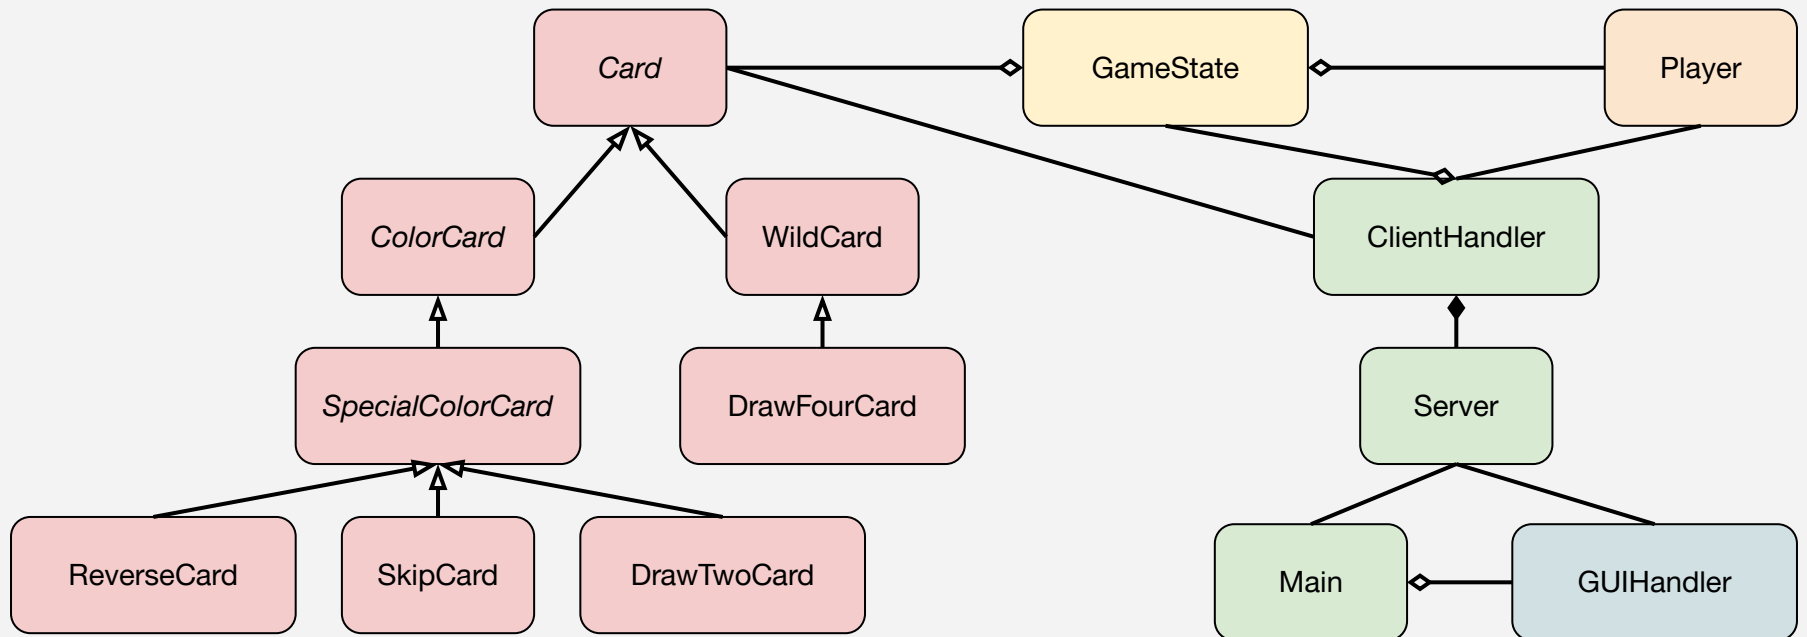 Card
GameState
Player
ColorCard
WildCard
ClientHandler
SpecialColorCard
DrawFourCard
Server
ReverseCard
SkipCard
DrawTwoCard
Main
GUIHandler